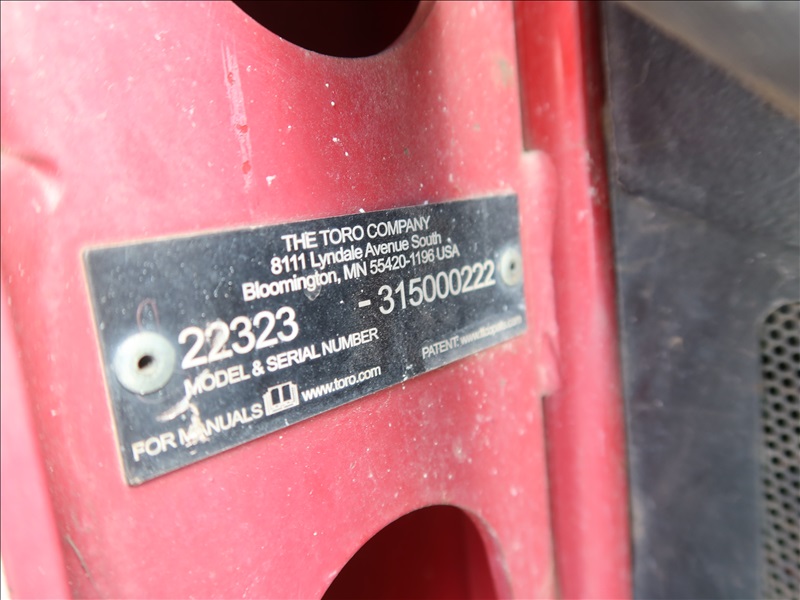 THE TORO COMPANY
8111 Lyndale Avenue South
Bloomington, MN 55420-1196 USA
22323 - 315000222
MODEL & SERIAL NUMBER
FOR MANUALS www.toro.com
PATENT: